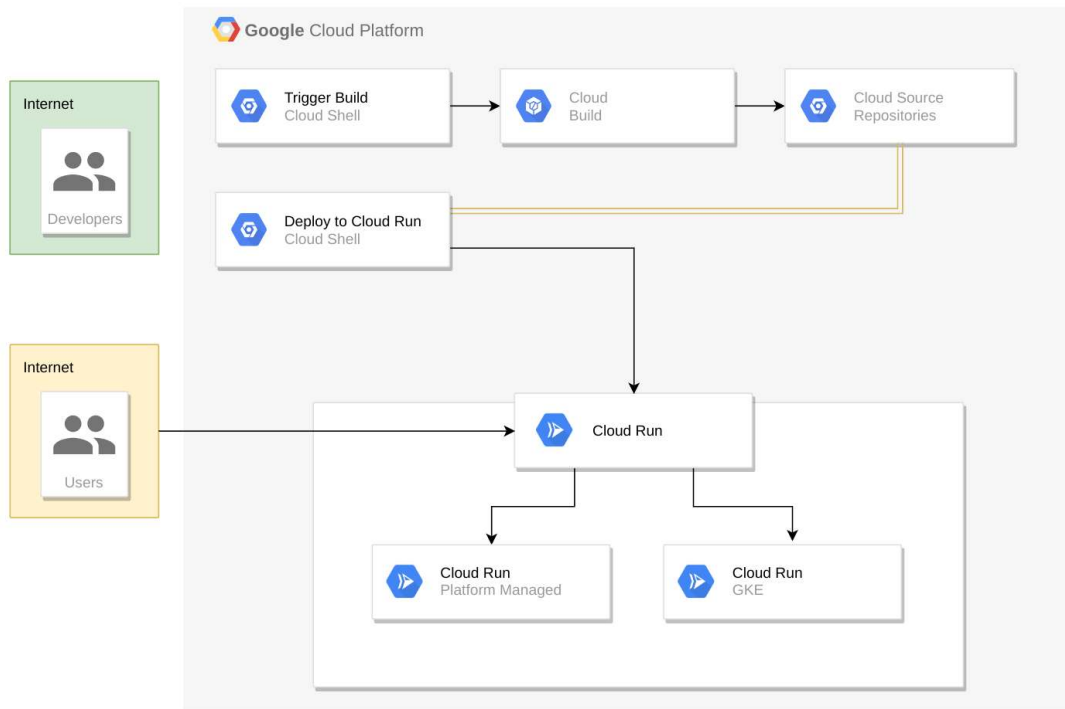 Google Cloud Platform
Internet
Developers
Trigger Build
Cloud Shell
Cloud
Build
Cloud Source
Repositories
Deploy to Cloud Run
Cloud Shell
Internet
Users
Cloud Run
Cloud Run
Platform Managed
Cloud Run
GKE